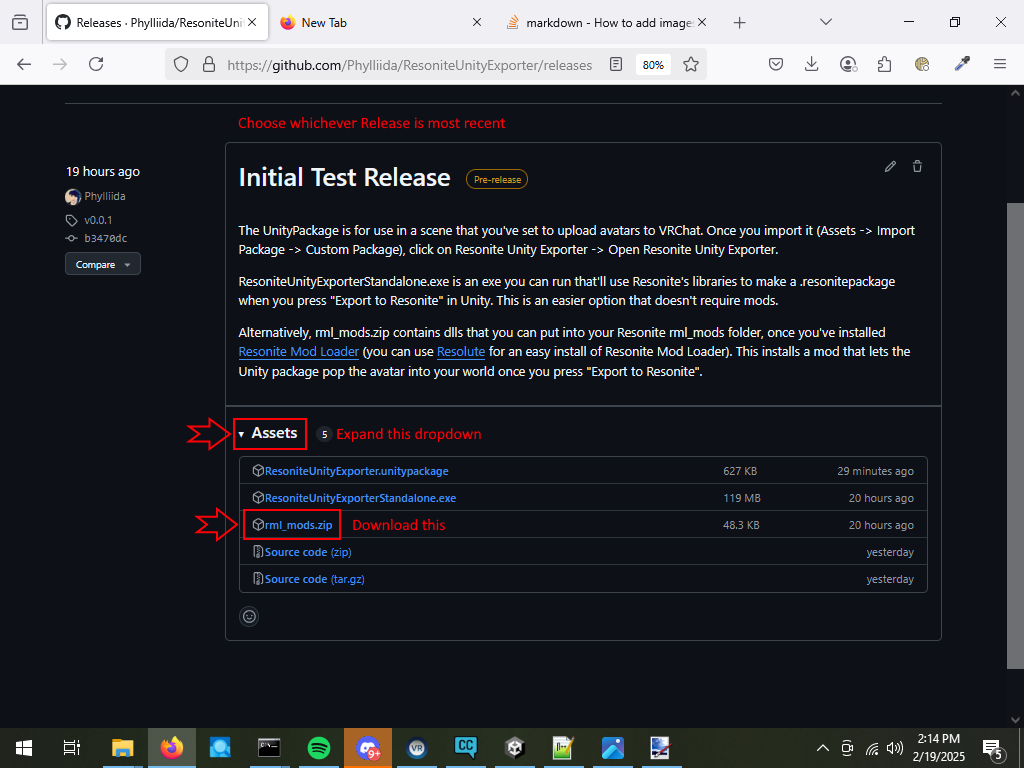 Releases · Phylliida/ResoniteUnit
New Tab
markdown - How to add image
https://github.com/Phylliida/ResoniteUnityExporter/releases
80%
Choose whichever Release is most recent
19 hours ago
Phylliida
v0.0.1
b3470dc
Compare
Initial Test Release
Pre-release
The UnityPackage is for use in a scene that you've set to upload avatars to VRChat. Once you import it (Assets -> Import
Package -> Custom Package), click on Resonite Unity Exporter -> Open Resonite Unity Exporter.
ResoniteUnityExporterStandalone.exe is an exe you can run that'll use Resonite's libraries to make a .resonitepackage
when you press "Export to Resonite" in Unity. This is an easier option that doesn't require mods.
Alternatively, rml_mods.zip contains dlls that you can put into your Resonite rml_mods folder, once you've installed
Resonite Mod Loader (you can use Resolute for an easy install of Resonite Mod Loader). This installs a mod that lets the
Unity package pop the avatar into your world once you press "Export to Resonite".
Assets 5 Expand this dropdown
ResoniteUnityExporter.unitypackage 627 KB 29 minutes ago
ResoniteUnityExporterStandalone.exe 119 MB 20 hours ago
rml_mods.zip Download this 48.3 KB 20 hours ago
Source code (zip) yesterday
Source code (tar.gz) yesterday
9+
VR
CC
2:14 PM
2/19/2025
5